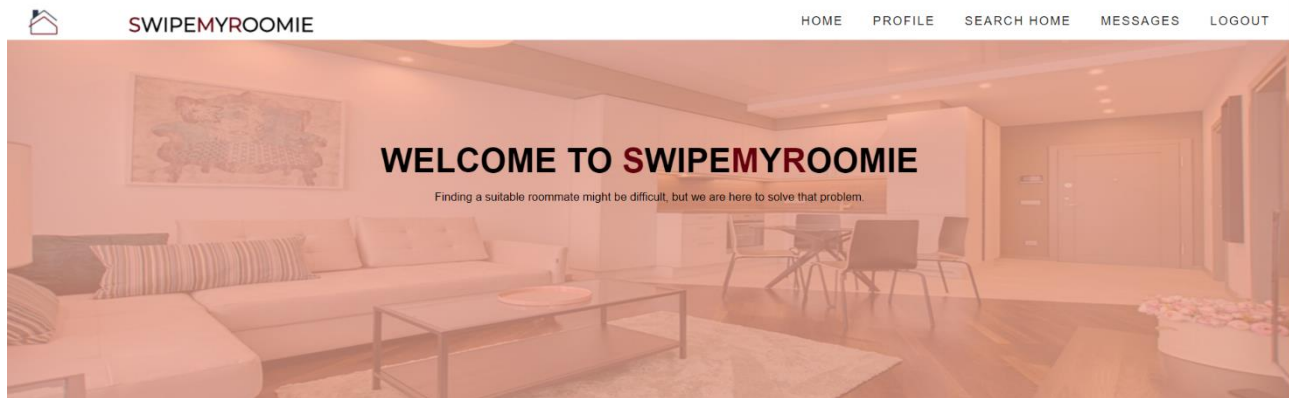 SWIPEMYROOMIE
HOME PROFILE SEARCH HOME MESSAGES LOGOUT
WELCOME TO SWIPEMYROOMIE
Finding a suitable roommate might be difficult, but we are here to solve that problem.